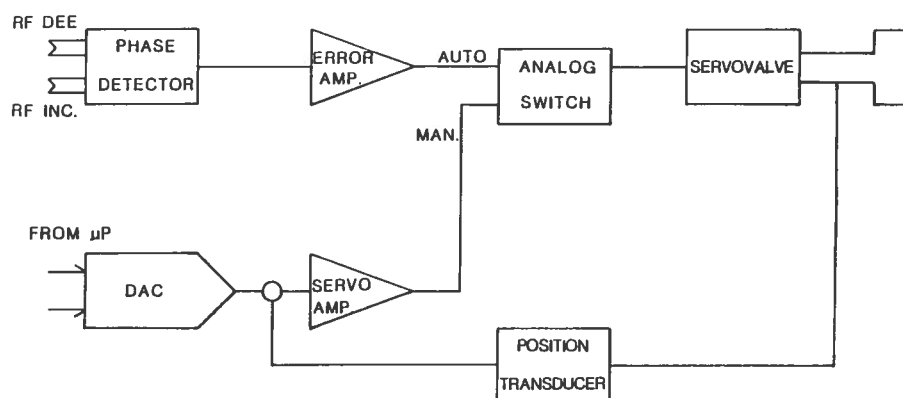 RF DEE
PHASE
DETECTOR
RF INC.
ERROR
AMP.
AUTO
ANALOG
SWITCH
SERVOVALVE
MAN.
FROM µP
DAC
SERVO
AMP
POSITION
TRANSDUCER